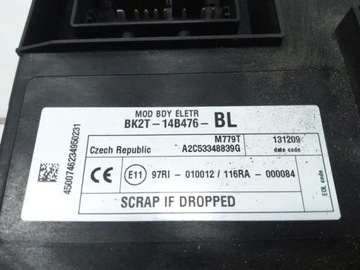 MOD BDY ELETR
BK2T-14B476-BL
M779T 131209
Czech Republic A2C53348839G date code
CE E11 97RI-010012/116RA-000084
SCRAP IF DROPPED
4500746234950231
EOL code